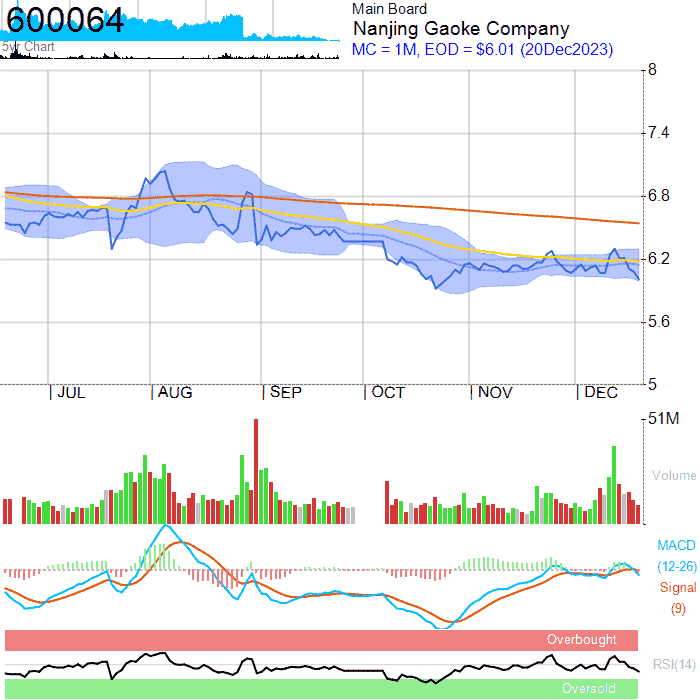 600064
5yr Chart
Main Board
Nanjing Gaoke Company
MC = 1M, EOD = $6.01 (20Dec2023)
8
7.4
6.8
6.2
5.6
5
JUL AUG SEP OCT NOV DEC
51M
Volume
MACD
(12-26)
Signal
(9)
Overbought
RSI(14)
Oversold